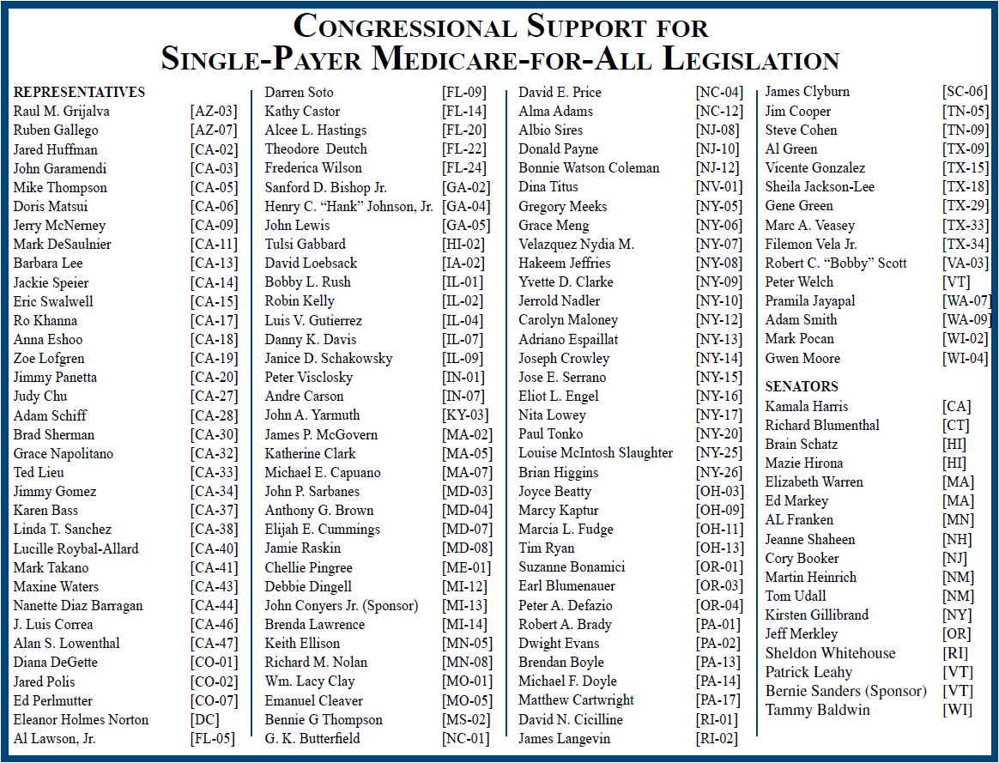 Congressional Support for
Single-Payer Medicare-for-All Legislation
REPRESENTATIVES
Raul M. Grijalva [AZ-03]
Ruben Gallego [AZ-07]
Jared Huffman [CA-02]
John Garamendi [CA-03]
Mike Thompson [CA-05]
Doris Matsui [CA-06]
Jerry McNerney [CA-09]
Mark DeSaulnier [CA-11]
Barbara Lee [CA-13]
Jackie Speier [CA-14]
Eric Swalwell [CA-15]
Ro Khanna [CA-17]
Anna Eshoo [CA-18]
Zoe Lofgren [CA-19]
Jimmy Panetta [CA-20]
Judy Chu [CA-27]
Adam Schiff [CA-28]
Brad Sherman [CA-30]
Grace Napolitano [CA-32]
Ted Lieu [CA-33]
Jimmy Gomez [CA-34]
Karen Bass [CA-37]
Linda T. Sanchez [CA-38]
Lucille Roybal-Allard [CA-40]
Mark Takano [CA-41]
Maxine Waters [CA-43]
Nanette Diaz Barragan [CA-44]
J. Luis Correa [CA-46]
Alan S. Lowenthal [CA-47]
Diana DeGette [CO-01]
Jared Polis [CO-02]
Ed Perlmutter [CO-07]
Eleanor Holmes Norton [DC]
Al Lawson, Jr. [FL-05]
Darren Soto [FL-09]
Kathy Castor [FL-14]
Alcee L. Hastings [FL-20]
Theodore Deutch [FL-22]
Frederica Wilson [FL-24]
Sanford D. Bishop Jr. [GA-02]
Henry C. “Hank” Johnson, Jr. [GA-04]
John Lewis [GA-05]
Tulsi Gabbard [HI-02]
David Loebsack [IA-02]
Bobby L. Rush [IL-01]
Robin Kelly [IL-02]
Luis V. Gutierrez [IL-04]
Danny K. Davis [IL-07]
Janice D. Schakowsky [IL-09]
Peter Visclosky [IN-01]
Andre Carson [IN-07]
John A. Yarmuth [KY-03]
James P. McGovern [MA-02]
Katherine Clark [MA-05]
Michael E. Capuano [MA-07]
John P. Sarbanes [MD-03]
Anthony G. Brown [MD-04]
Elijah E. Cummings [MD-07]
Jamie Raskin [MD-08]
Chellie Pingree [ME-01]
Debbie Dingell [MI-12]
John Conyers Jr. (Sponsor) [MI-13]
Brenda Lawrence [MI-14]
Keith Ellison [MN-05]
Richard M. Nolan [MN-08]
Wm. Lacy Clay [MO-01]
Emanuel Cleaver [MO-05]
Bennie G Thompson [MS-02]
G. K. Butterfield [NC-01]
David E. Price [NC-04]
Alma Adams [NC-12]
Albio Sires [NJ-08]
Donald Payne [NJ-10]
Bonnie Watson Coleman [NJ-12]
Dina Titus [NV-01]
Gregory Meeks [NY-05]
Grace Meng [NY-06]
Velazquez Nydia M. [NY-07]
Hakeem Jeffries [NY-08]
Yvette D. Clarke [NY-09]
Jerrold Nadler [NY-10]
Carolyn Maloney [NY-12]
Adriano Espaillat [NY-13]
Joseph Crowley [NY-14]
Jose E. Serrano [NY-15]
Eliot L. Engel [NY-16]
Nita Lowey [NY-17]
Paul Tonko [NY-20]
Louise McIntosh Slaughter [NY-25]
Brian Higgins [NY-26]
Joyce Beatty [OH-03]
Marcy Kaptur [OH-09]
Marcia L. Fudge [OH-11]
Tim Ryan [OH-13]
Suzanne Bonamici [OR-01]
Earl Blumenauer [OR-03]
Peter A. Defazio [OR-04]
Robert A. Brady [PA-01]
Dwight Evans [PA-02]
Brendan Boyle [PA-13]
Michael F. Doyle [PA-14]
Matthew Cartwright [PA-17]
David N. Cicilline [RI-01]
James Langevin [RI-02]
James Clyburn [SC-06]
Jim Cooper [TN-05]
Steve Cohen [TN-09]
Al Green [TX-09]
Vicente Gonzalez [TX-15]
Sheila Jackson-Lee [TX-18]
Gene Green [TX-29]
Marc A. Veasey [TX-33]
Filemon Vela Jr. [TX-34]
Robert C. “Bobby” Scott [VA-03]
Peter Welch [VT]
Pramila Jayapal [WA-07]
Adam Smith [WA-09]
Mark Pocan [WI-02]
Gwen Moore [WI-04]
SENATORS
Kamala Harris [CA]
Richard Blumenthal [CT]
Brain Schatz [HI]
Mazie Hirona [HI]
Elizabeth Warren [MA]
Ed Markey [MA]
AL Franken [MN]
Jeanne Shaheen [NH]
Cory Booker [NJ]
Martin Heinrich [NM]
Tom Udall [NM]
Kirsten Gillibrand [NY]
Jeff Merkley [OR]
Sheldon Whitehouse [RI]
Patrick Leahy [VT]
Bernie Sanders (Sponsor) [VT]
Tammy Baldwin [WI]